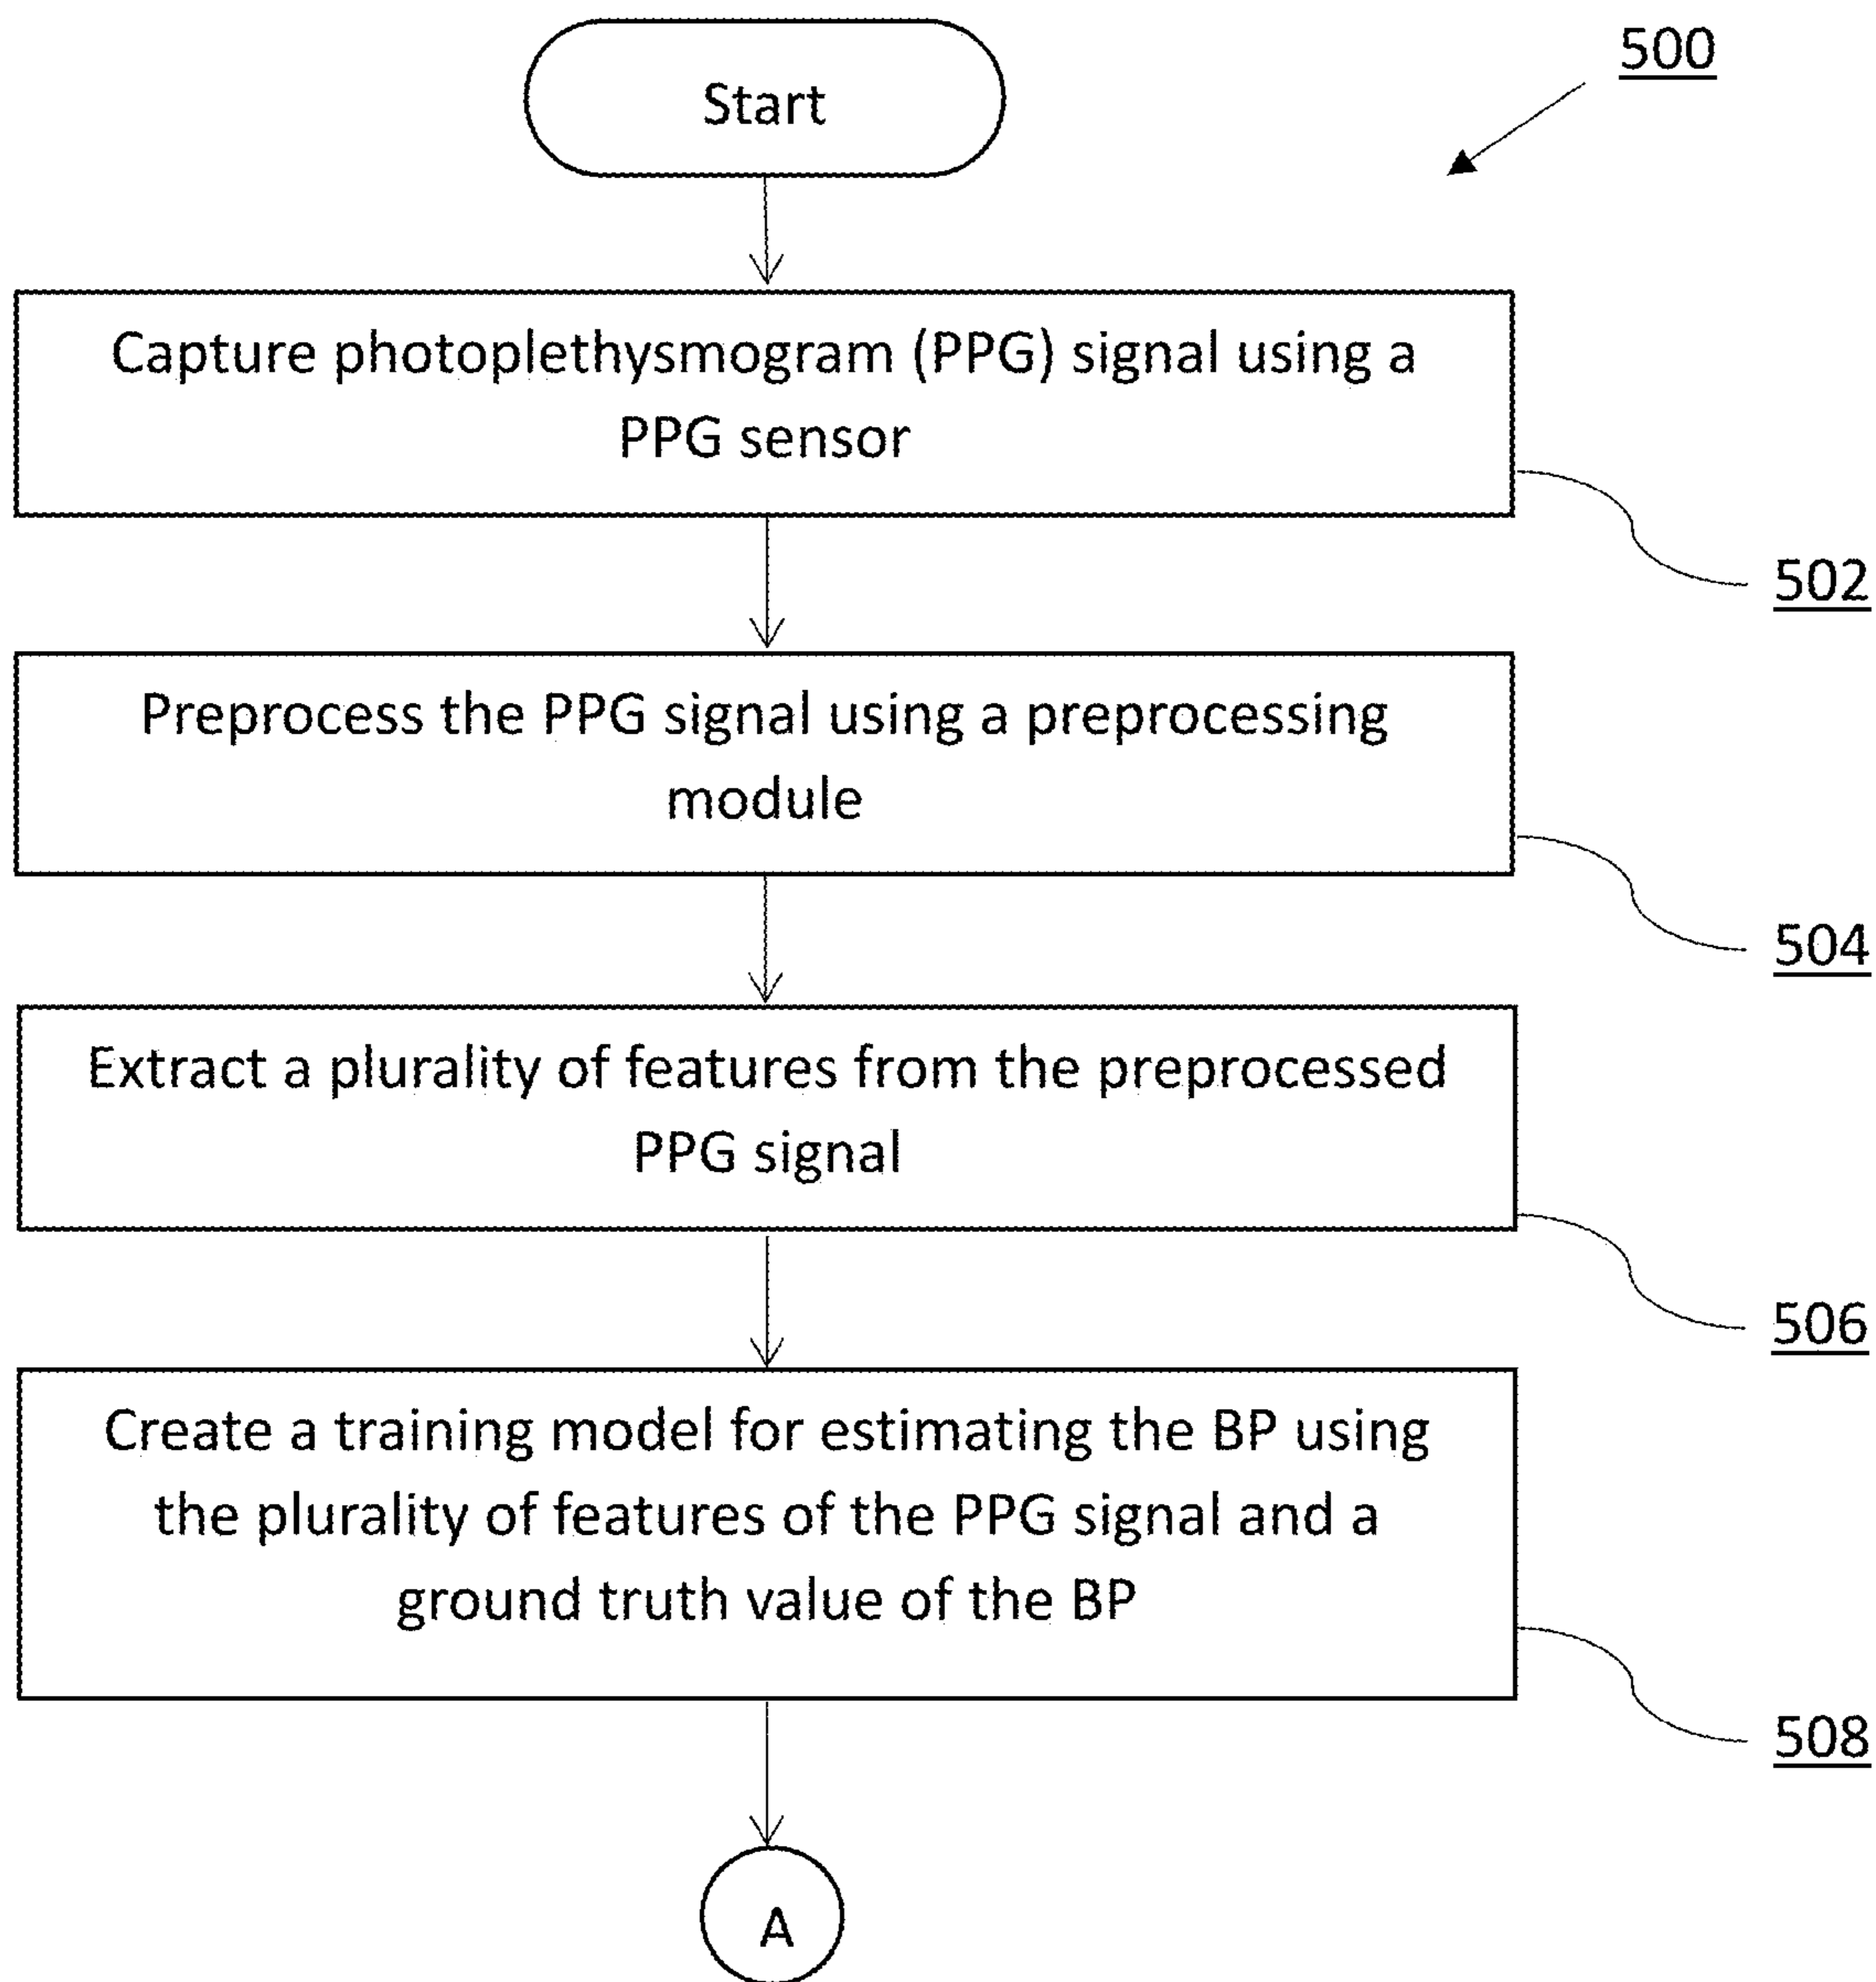 Start
500
Capture photoplethysmogram (PPG) signal using a
PPG sensor
502
Preprocess the PPG signal using a preprocessing
module
504
Extract a plurality of features from the preprocessed
PPG signal
506
Create a training model for estimating the BP using
the plurality of features of the PPG signal and a
ground truth value of the BP
508
A